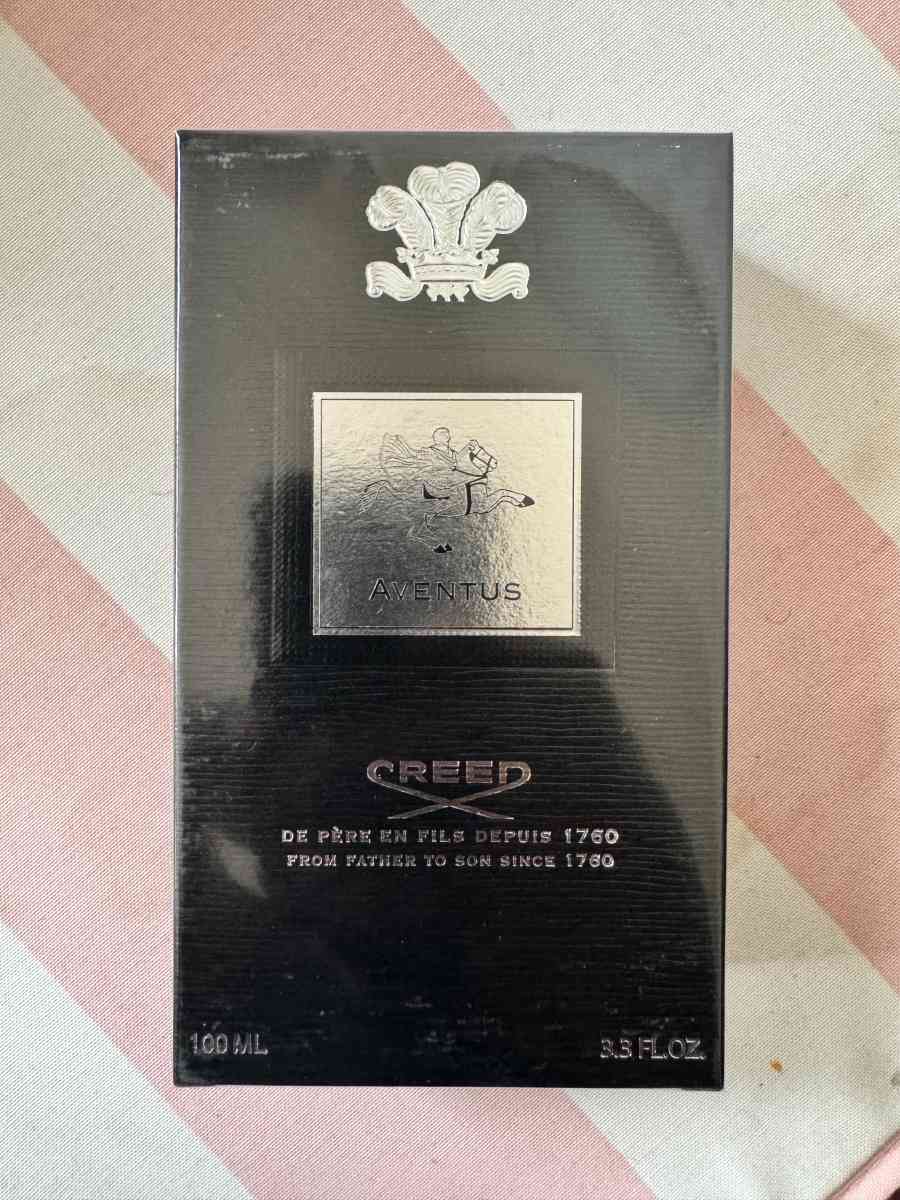 AVENTUS
CREED
DE PÈRE EN FILS DEPUIS 1760
FROM FATHER TO SON SINCE 1760
100 ML
3.3 FL.OZ.